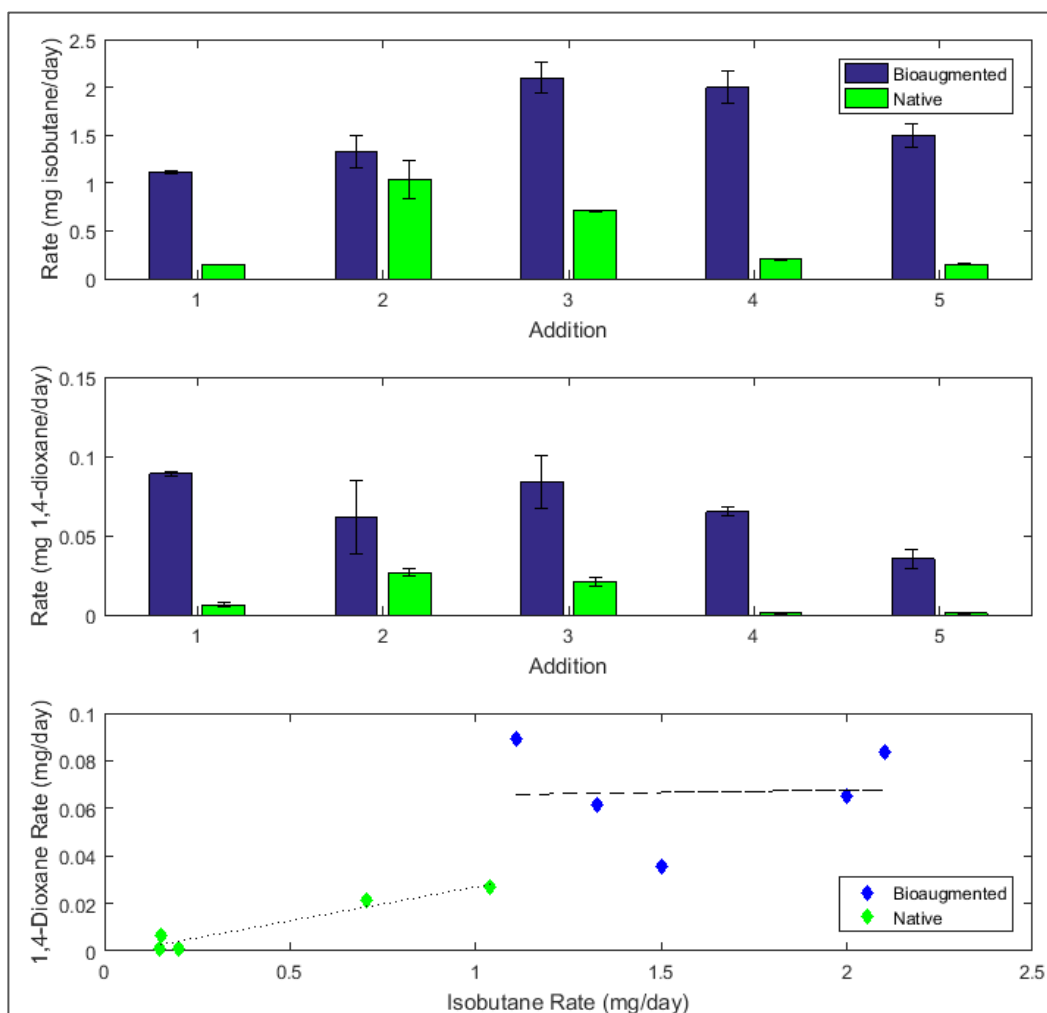 Rate (mg isobutane/day)
2.5
2
1.5
1
0.5
0
Bioaugmented
Native
1 2 3 4 5
Addition
Rate (mg 1,4-dioxane/day)
0.15
0.1
0.05
0
1 2 3 4 5
Addition
1,4-Dioxane Rate (mg/day)
0.1
0.08
0.06
0.04
0.02
0
Bioaugmented
Native
0 0.5 1 1.5 2 2.5
Isobutane Rate (mg/day)